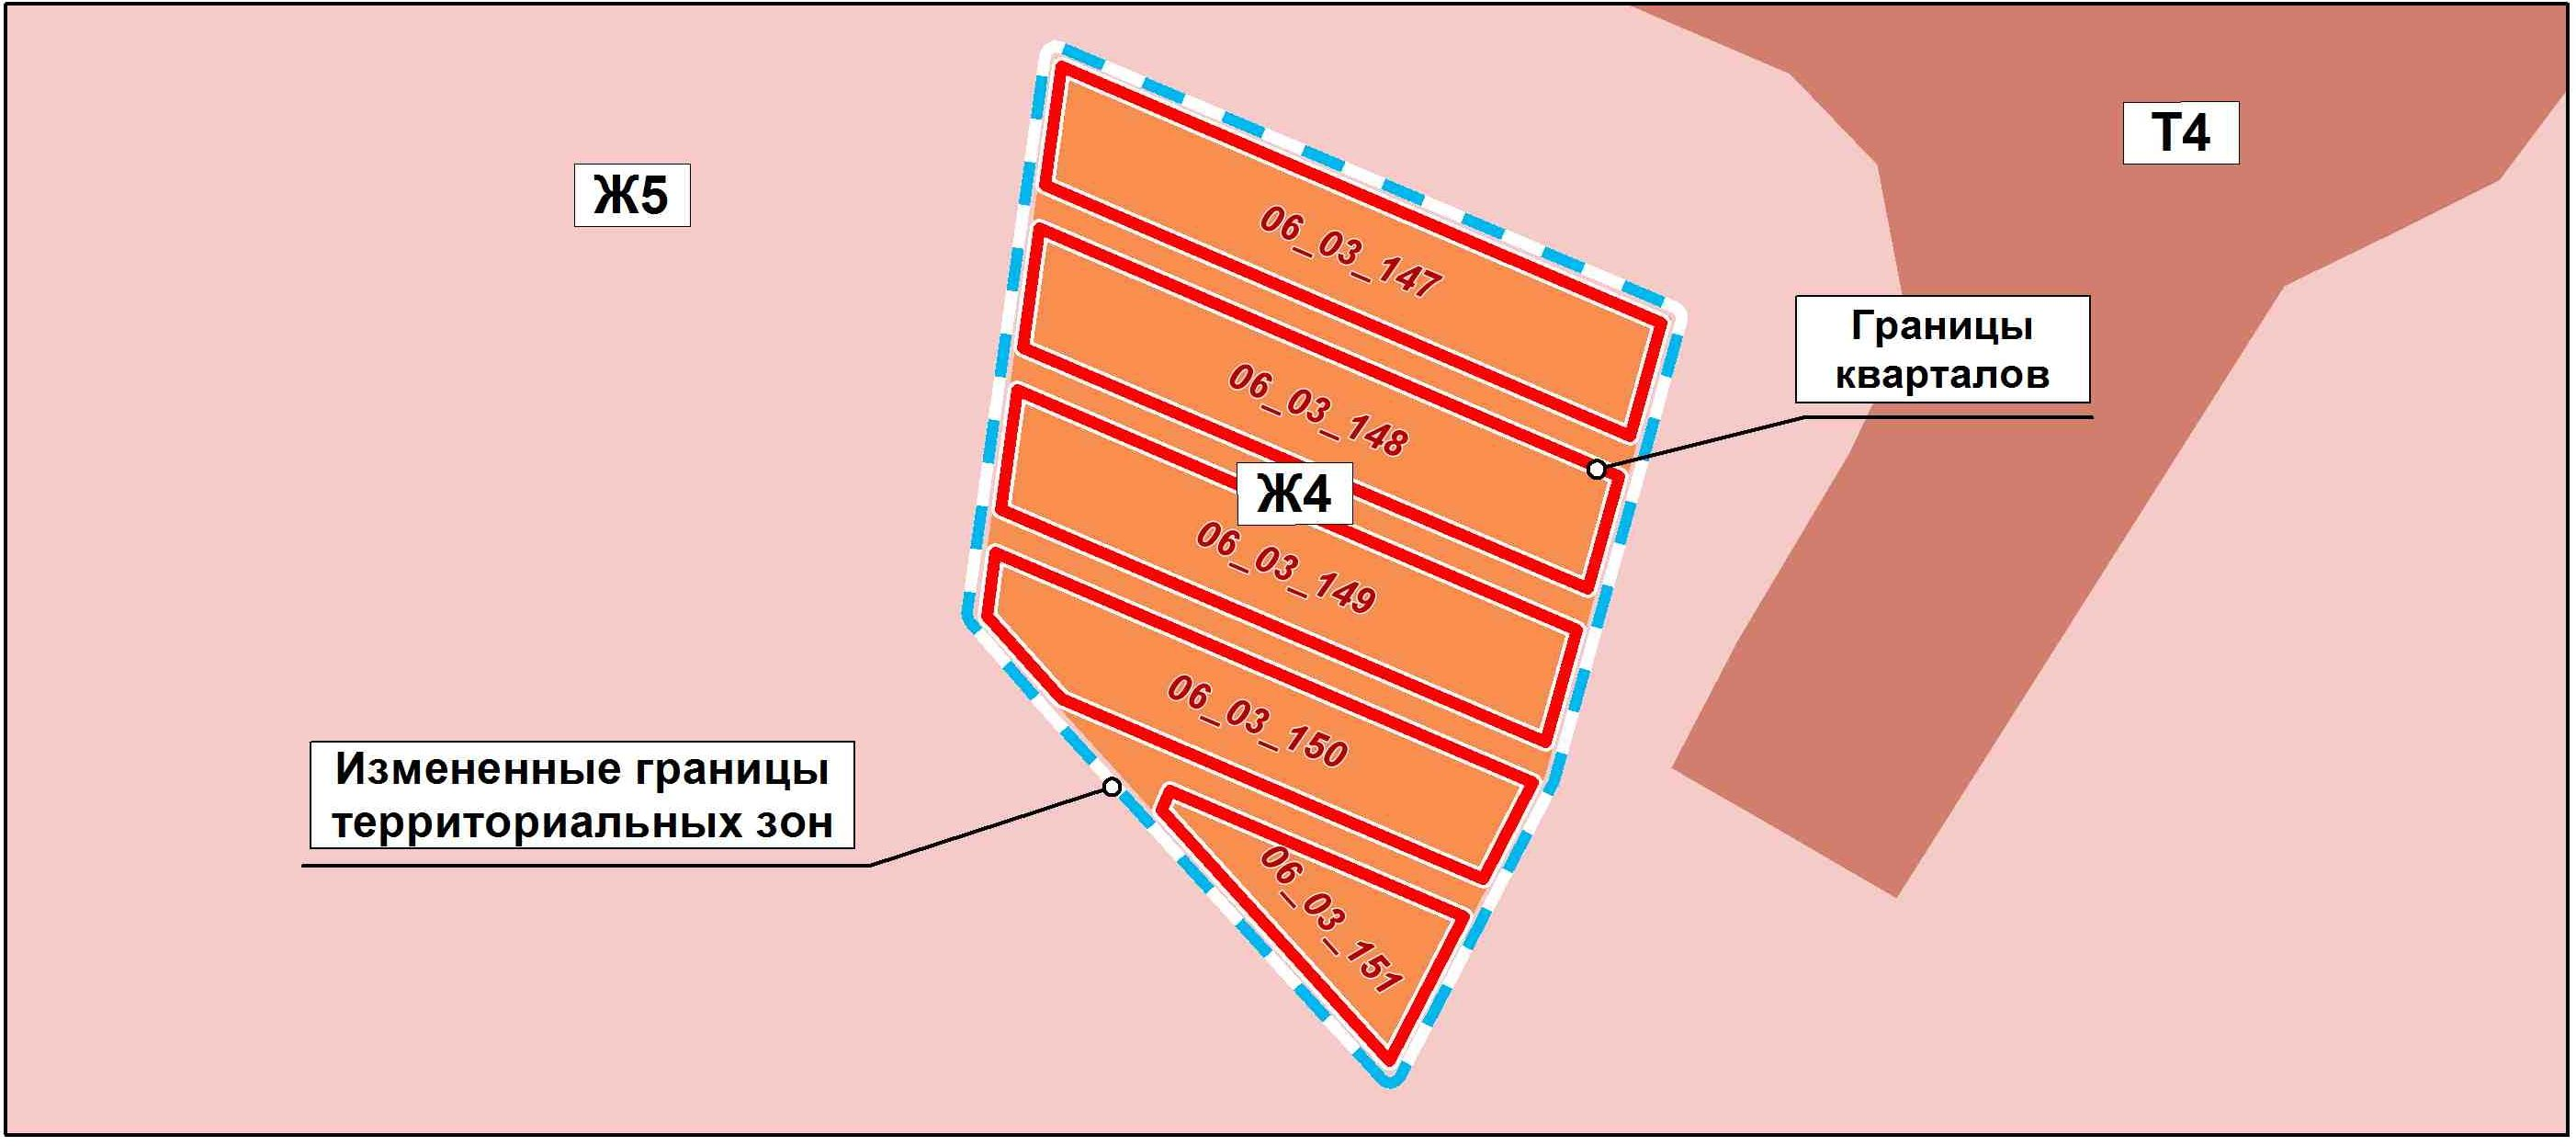 Т4
Ж5
06_03_147
Границы
кварталов
06_03_148
Ж4
06_03_149
06_03_150
Измененные границы
территориальных зон
06_03_151